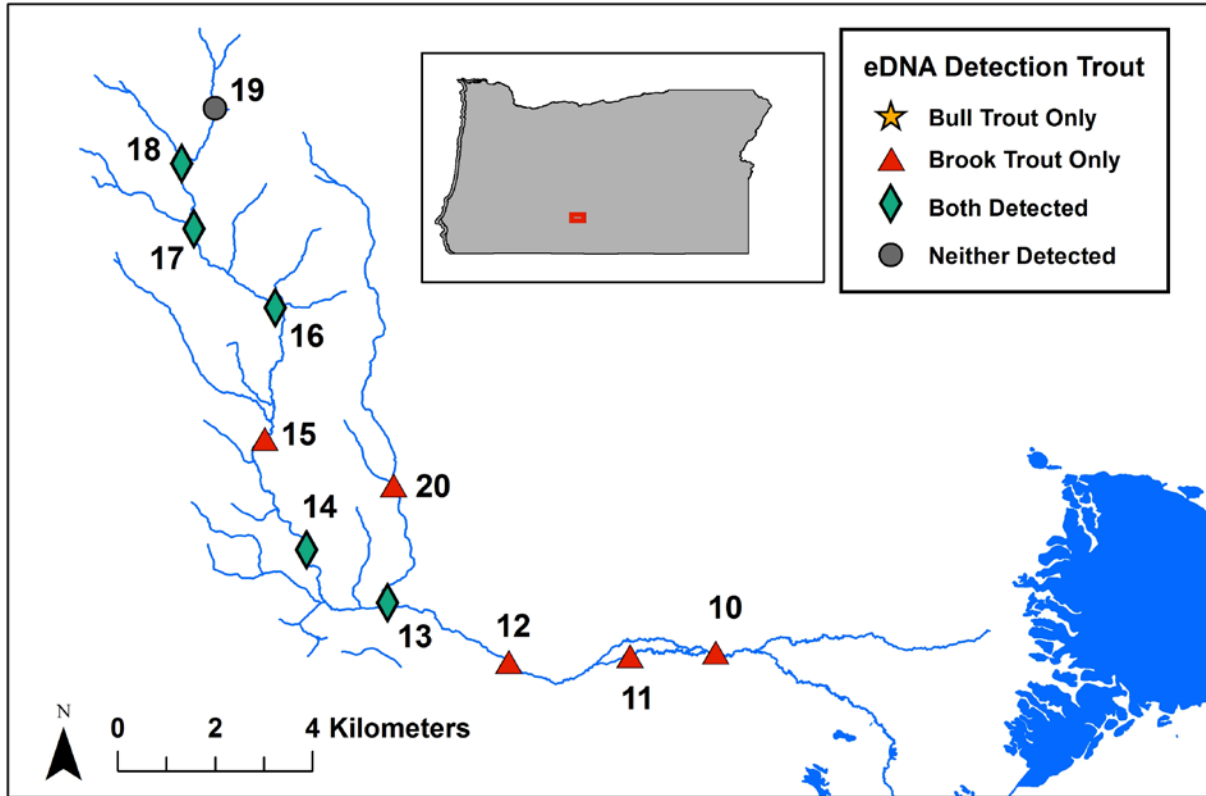 eDNA Detection Trout
Bull Trout Only
Brook Trout Only
Both Detected
Neither Detected
19
18
17
16
15
20
14
13
12
11
10
N
0 2 4 Kilometers